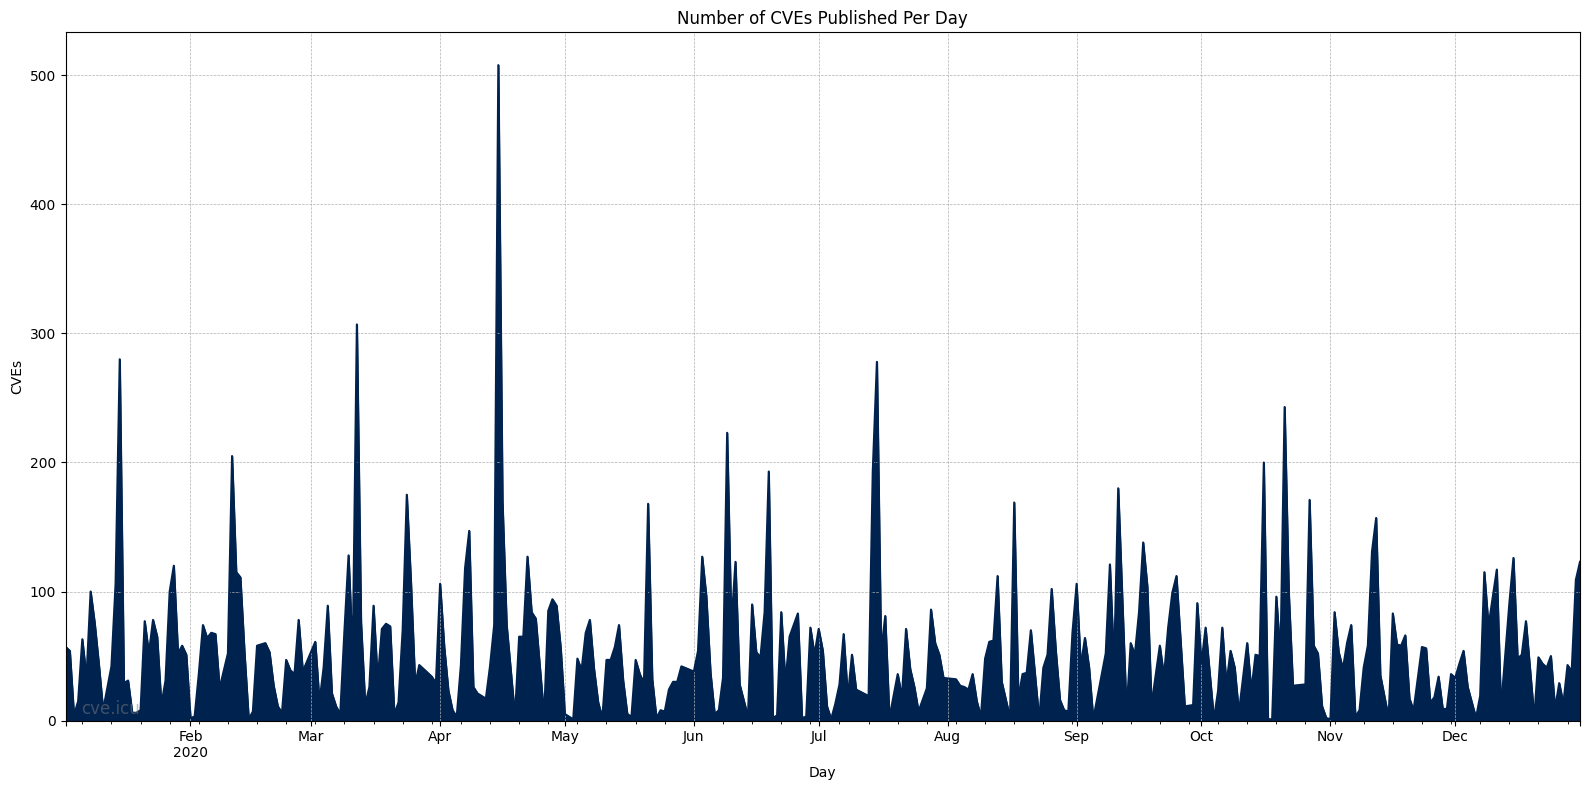 Number of CVEs Published Per Day
500
400
300
200
100
0
CVEs
cve.icu
Feb Mar Apr May Jun Jul Aug Sep Oct Nov Dec
2020
Day